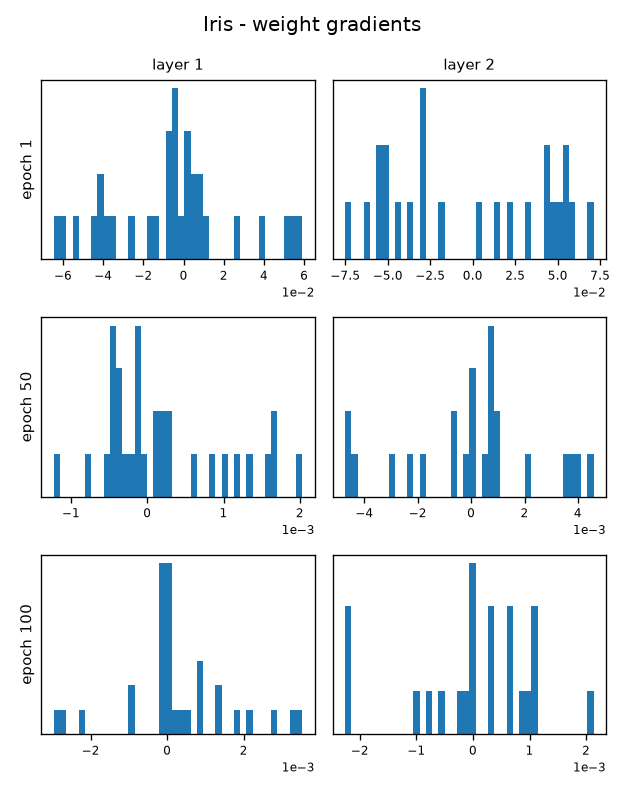 Iris - weight gradients
layer 1 layer 2
epoch 1
−6 −4 −2 0 2 4 6 −7.5 −5.0 −2.5 0.0 2.5 5.0 7.5
1e−2 1e−2
epoch 50
−1 0 1 2 −4 −2 0 2 4
1e−3 1e−3
epoch 100
−2 0 2 −2 −1 0 1 2
1e−3 1e−3